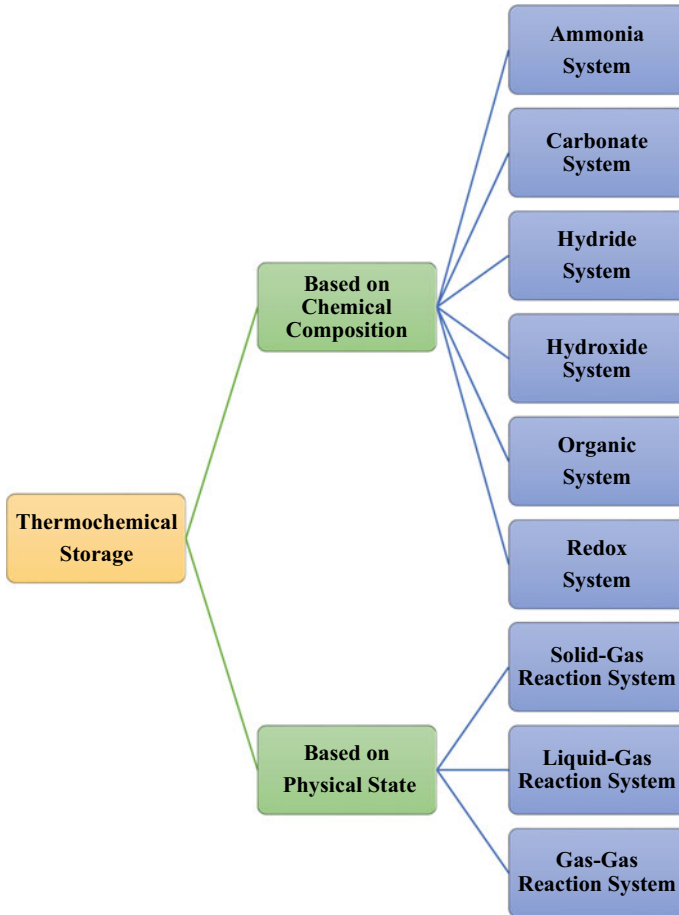 Ammonia
System
Carbonate
System
Hydride
System
Based on
Chemical
Composition
Hydroxide
System
Organic
System
Thermochemical
Storage
Redox
System
Solid-Gas
Reaction System
Based on
Physical State
Liquid-Gas
Reaction System
Gas-Gas
Reaction System